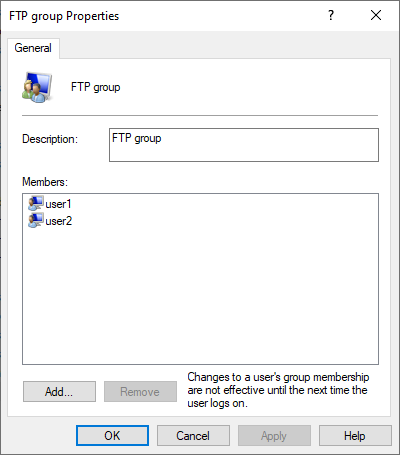 FTP group Properties
?
General
FTP group
Description:
FTP group
Members:
user1
user2
Add...
Remove
Changes to a user's group membership
are not effective until the next time the
user logs on.
OK
Cancel
Apply
Help